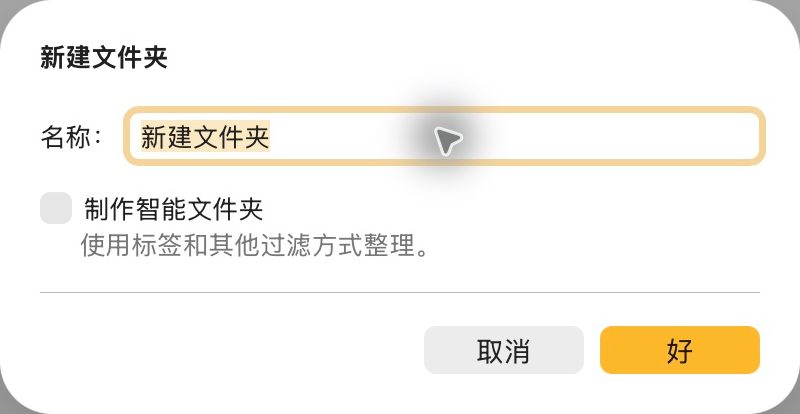 新建文件夹
名称：
新建文件夹
制作智能文件夹
使用标签和其他过滤方式整理。
取消
好